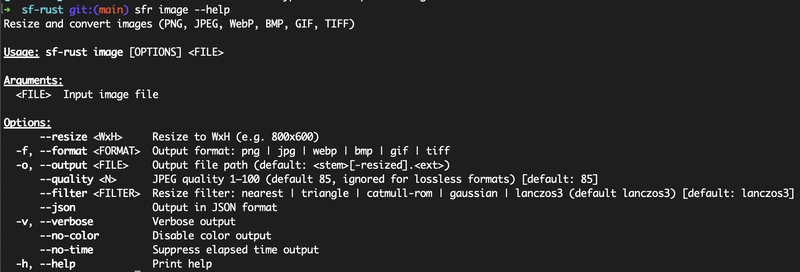 → sf-rust git:(main) sfr image --help
Resize and convert images (PNG, JPEG, WebP, BMP, GIF, TIFF)
Usage: sf-rust image [OPTIONS] <FILE>
Arguments:
<FILE>  Input image file
Options:
--resize <WxH>  Resize to WxH (e.g. 800x600)
-f, --format <FORMAT>  Output format: png | jpg | webp | bmp | gif | tiff
-o, --output <FILE>  Output file path (default: <stem>[-resized].<ext>)
--quality <N>  JPEG quality 1–100 (default 85, ignored for lossless formats) [default: 85]
--filter <FILTER>  Resize filter: nearest | triangle | catmull-rom | gaussian | lanczos3 (default lanczos3) [default: lanczos3]
--json  Output in JSON format
-v, --verbose  Verbose output
--no-color  Disable color output
--no-time  Suppress elapsed time output
-h, --help  Print help